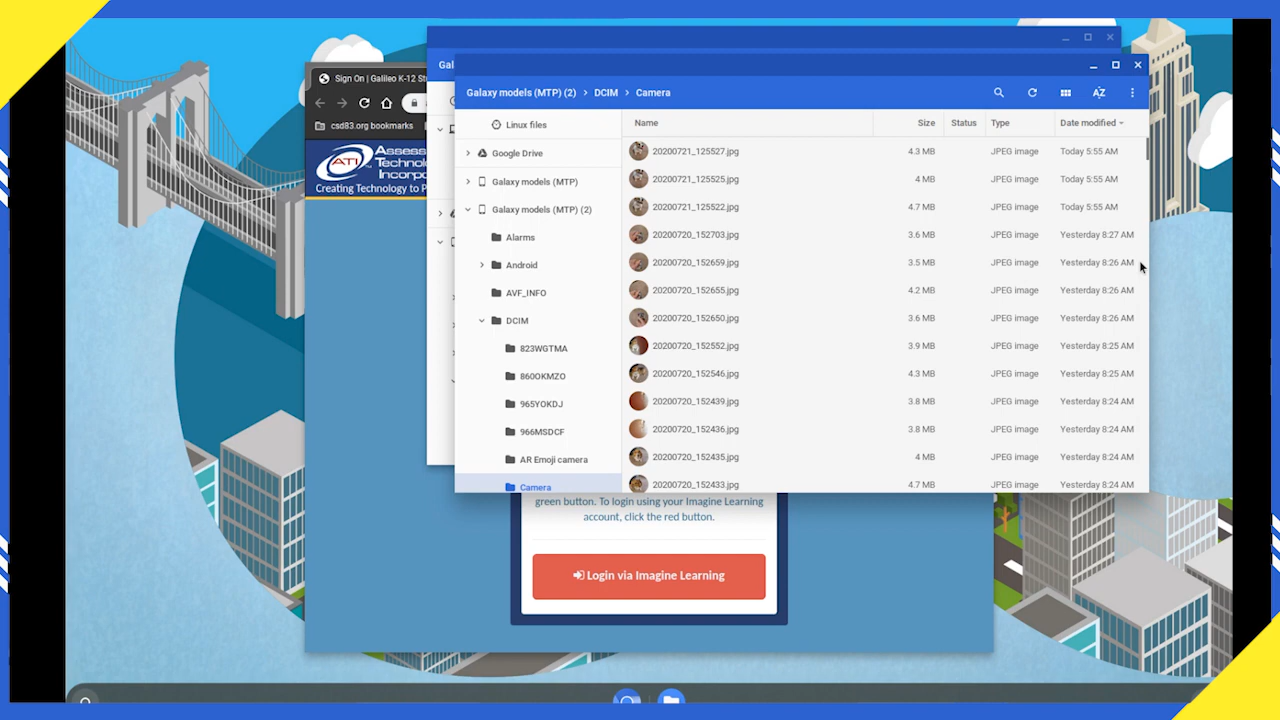 Sign On | Galileo K-12 St
csd83.org bookmarks
ATI
Assess
Technolo
Incorpo
Creating Technology to P
Gal
Galaxy models (MTP) (2) > DCIM > Camera
AZ
Linux files
Google Drive
Galaxy models (MTP)
Galaxy models (MTP) (2)
Alarms
Android
AVF_INFO
DCIM
823WGTMA
860OKMZO
965YOKDJ
966MSDCF
AR Emoji camera
Camera
Name Size Status Type Date modified
20200721_125527.jpg 4.3 MB JPEG image Today 5:55 AM
20200721_125525.jpg 4 MB JPEG image Today 5:55 AM
20200721_125522.jpg 4.7 MB JPEG image Today 5:55 AM
20200720_152703.jpg 3.6 MB JPEG image Yesterday 8:27 AM
20200720_152659.jpg 3.5 MB JPEG image Yesterday 8:26 AM
20200720_152655.jpg 4.2 MB JPEG image Yesterday 8:26 AM
20200720_152650.jpg 3.6 MB JPEG image Yesterday 8:26 AM
20200720_152552.jpg 3.9 MB JPEG image Yesterday 8:25 AM
20200720_152546.jpg 4.3 MB JPEG image Yesterday 8:25 AM
20200720_152439.jpg 3.8 MB JPEG image Yesterday 8:24 AM
20200720_152436.jpg 3.8 MB JPEG image Yesterday 8:24 AM
20200720_152435.jpg 4 MB JPEG image Yesterday 8:24 AM
20200720_152433.jpg 4.7 MB JPEG image Yesterday 8:24 AM
green button. To login using your Imagine Learning
account, click the red button.
Login via Imagine Learning